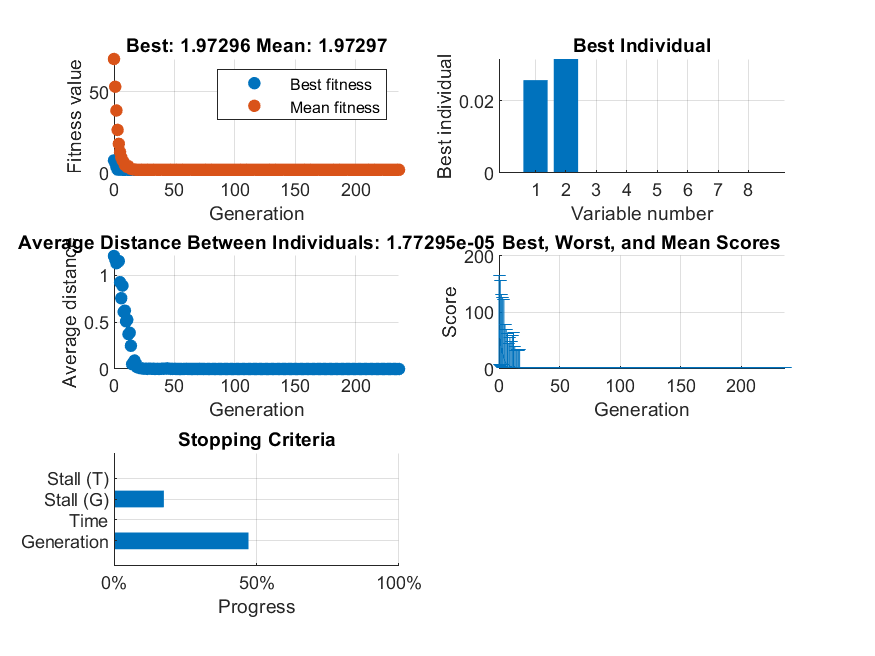 Best: 1.97296 Mean: 1.97297
Fitness value
50
0
Best fitness
Mean fitness
0 50 100 150 200
Generation
Best Individual
Best individual
0.02
0
1 2 3 4 5 6 7 8
Variable number
Average Distance Between Individuals: 1.77295e-05
Average distance
1
0.5
0
0 50 100 150 200
Generation
Best, Worst, and Mean Scores
Score
200
100
0
0 50 100 150 200
Generation
Stopping Criteria
Stall (T)
Stall (G)
Time
Generation
0% 50% 100%
Progress